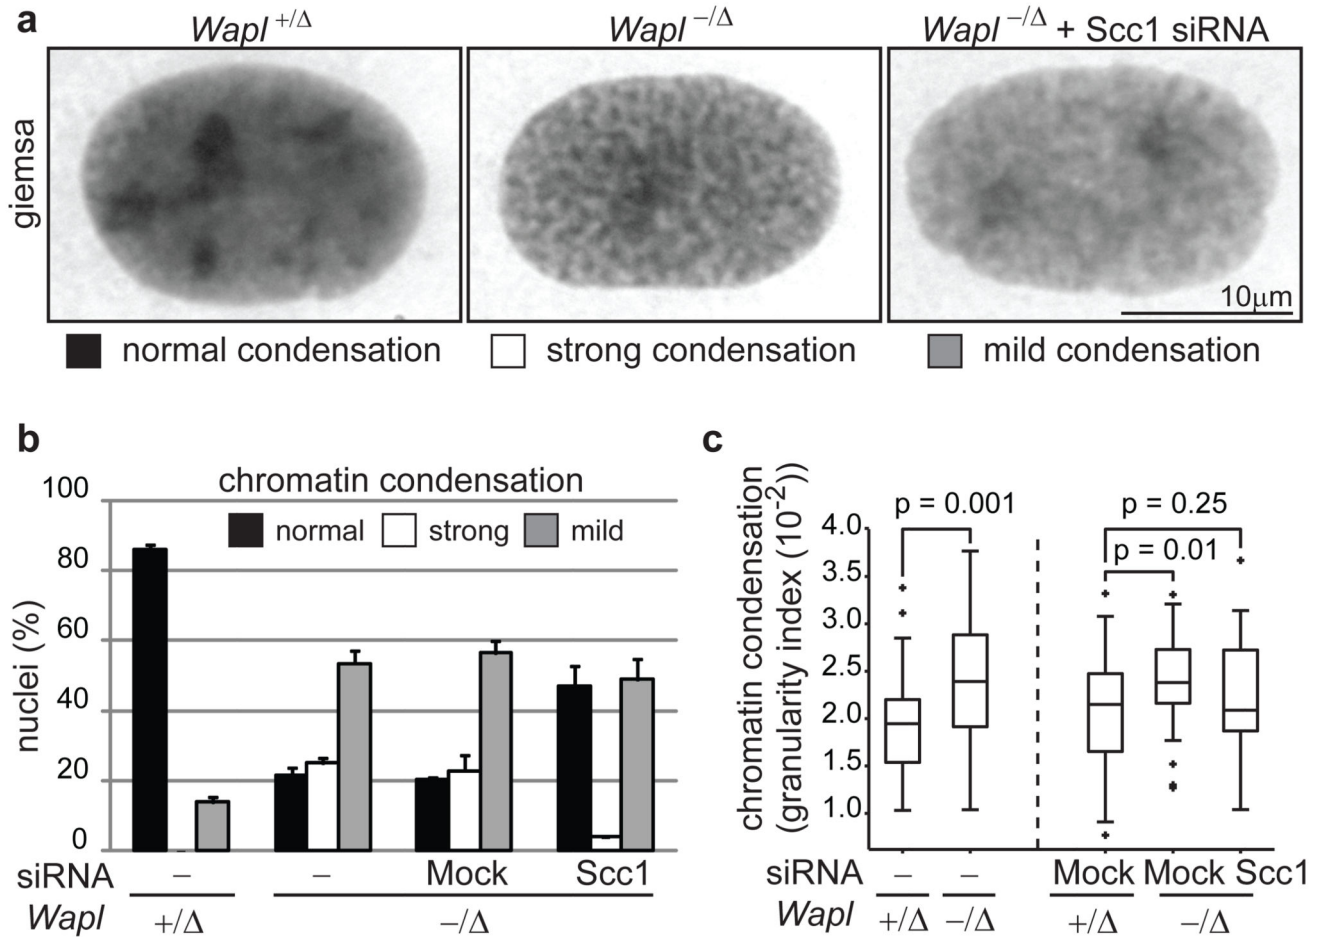 a
Wapl +/Δ
Wapl −/Δ
Wapl −/Δ + Scc1 siRNA
giemsa
10μm
normal condensation
strong condensation
mild condensation
b
chromatin condensation
normal
strong
mild
nuclei (%)
100
80
60
40
20
0
siRNA − − Mock Scc1
Wapl +/Δ −/Δ
c
chromatin condensation
(granularity index (10-2))
p = 0.001
p = 0.25
p = 0.01
4.0
3.5
3.0
2.5
2.0
1.5
1.0
siRNA − − Mock Mock Scc1
Wapl +/Δ −/Δ +/Δ −/Δ